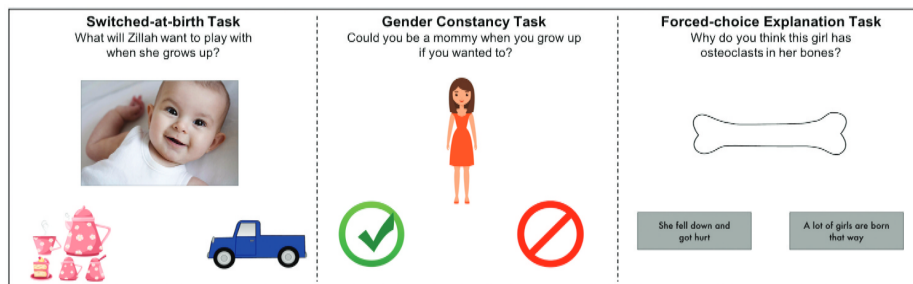 Switched-at-birth Task
What will Zillah want to play with
when she grows up?
Gender Constancy Task
Could you be a mommy when you grow up
if you wanted to?
Forced-choice Explanation Task
Why do you think this girl has
osteoclasts in her bones?
She fell down and
got hurt
A lot of girls are born
that way